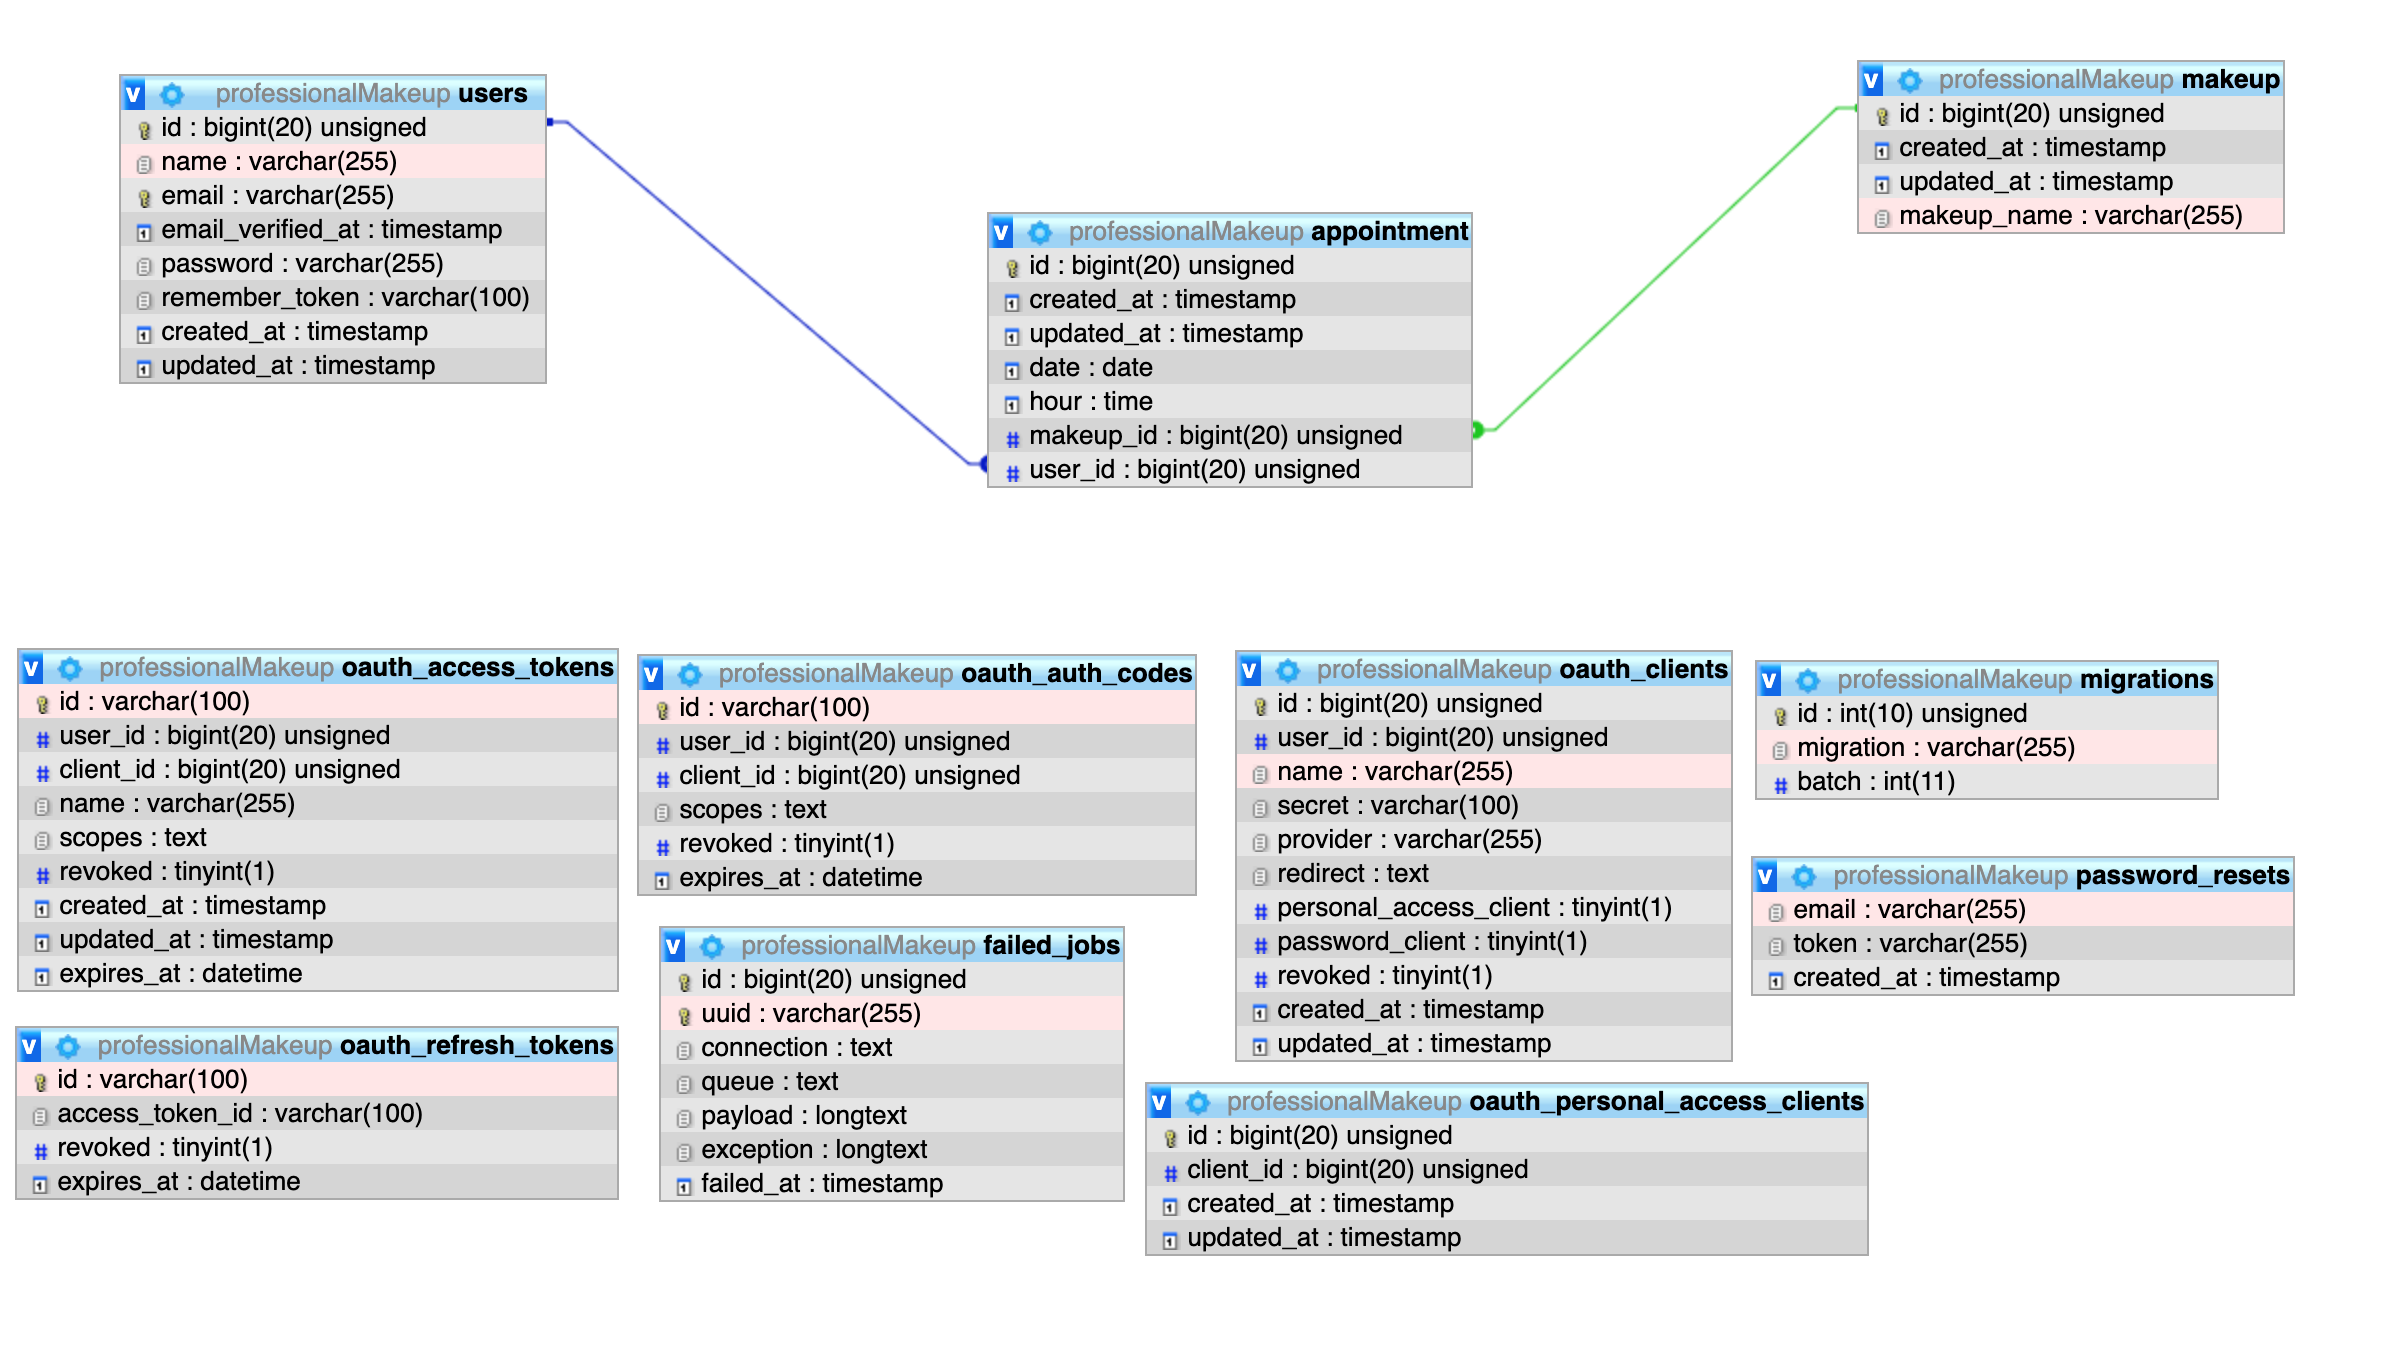 v professionalMakeup users
id : bigint(20) unsigned
name : varchar(255)
email : varchar(255)
email_verified_at : timestamp
password : varchar(255)
remember_token : varchar(100)
created_at : timestamp
updated_at : timestamp
v professionalMakeup appointment
id : bigint(20) unsigned
created_at : timestamp
updated_at : timestamp
date : date
hour : time
# makeup_id : bigint(20) unsigned
# user_id : bigint(20) unsigned
v professionalMakeup makeup
id : bigint(20) unsigned
created_at : timestamp
updated_at : timestamp
makeup_name : varchar(255)
v professionalMakeup oauth_access_tokens
id : varchar(100)
# user_id : bigint(20) unsigned
# client_id : bigint(20) unsigned
name : varchar(255)
scopes : text
# revoked : tinyint(1)
created_at : timestamp
updated_at : timestamp
expires_at : datetime
v professionalMakeup oauth_refresh_tokens
id : varchar(100)
access_token_id : varchar(100)
# revoked : tinyint(1)
expires_at : datetime
v professionalMakeup oauth_auth_codes
id : varchar(100)
# user_id : bigint(20) unsigned
# client_id : bigint(20) unsigned
scopes : text
# revoked : tinyint(1)
expires_at : datetime
v professionalMakeup failed_jobs
id : bigint(20) unsigned
uuid : varchar(255)
connection : text
queue : text
payload : longtext
exception : longtext
failed_at : timestamp
v professionalMakeup oauth_clients
id : bigint(20) unsigned
# user_id : bigint(20) unsigned
name : varchar(255)
secret : varchar(100)
provider : varchar(255)
redirect : text
# personal_access_client : tinyint(1)
# password_client : tinyint(1)
# revoked : tinyint(1)
created_at : timestamp
updated_at : timestamp
v professionalMakeup oauth_personal_access_clients
id : bigint(20) unsigned
# client_id : bigint(20) unsigned
created_at : timestamp
updated_at : timestamp
v professionalMakeup migrations
id : int(10) unsigned
migration : varchar(255)
# batch : int(11)
v professionalMakeup password_resets
email : varchar(255)
token : varchar(255)
created_at : timestamp